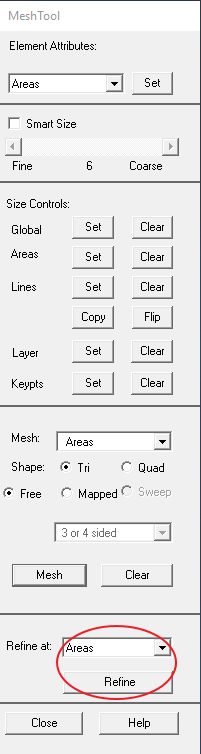 MeshTool
Element Attributes:
Areas Set
Smart Size
Fine 6 Coarse
Size Controls:
Global Set Clear
Areas Set Clear
Lines Set Clear
Copy Flip
Layer Set Clear
Keypts Set Clear
Mesh: Areas
Shape: Tri Quad
Free Mapped Sweep
3 or 4 sided
Mesh Clear
Refine at: Areas
Refine
Close Help